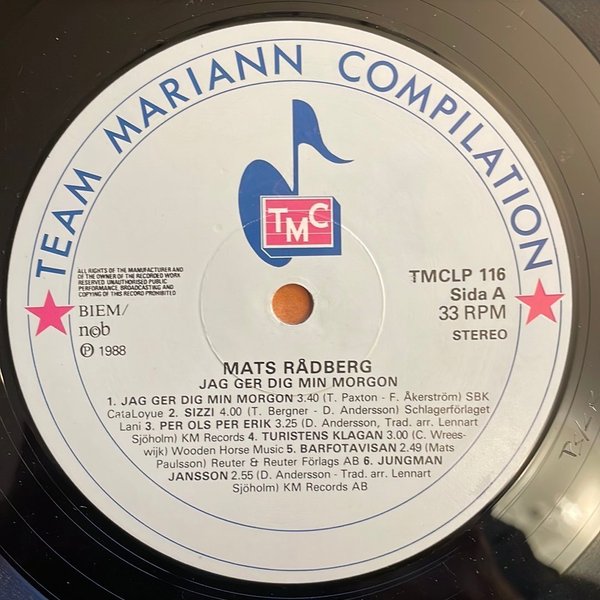 TEAM MARIANN COMPILATION
TMC
ALL RIGHTS OF THE MANUFACTURER AND
OF THE OWNER OF THE RECORDED WORK
RESERVED. UNAUTHORISED PUBLIC
PERFORMANCE, BROADCASTING AND
COPYING OF THIS RECORD PROHIBITED
BIEM/
ncb
Ⓟ 1988
TMCLP 116
Sida A
33 RPM
STEREO
MATS RÅDBERG
JAG GER DIG MIN MORGON
1. JAG GER DIG MIN MORGON 3.40 (T. Paxton - F. Åkerström) SBK
CataLoyue 2. SIZZI 4.00 (T. Bergner - D. Andersson) Schlagerförlaget
Lani 3. PER OLS PER ERIK 3.25 (D. Andersson, Trad. arr. Lennart
Sjöholm) KM Records 4. TURISTENS KLAGAN 3.00 (C. Wrees-
wijk) Wooden Horse Music 5. BARFOTAVISAN 2.49 (Mats
Paulsson) Reuter & Reuter Förlags AB 6. JUNGMAN
JANSSON 2.55 (D. Andersson - Trad. arr. Lennart
Sjöholm) KM Records AB